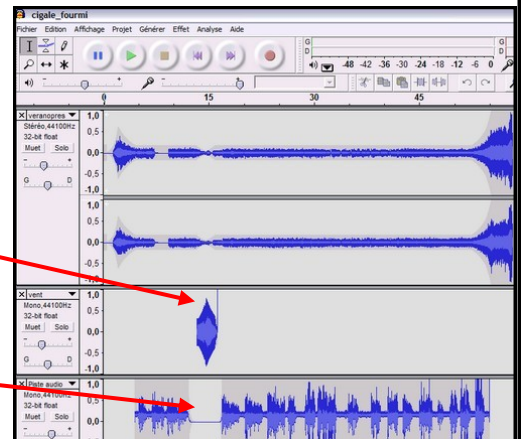 cigale_fourmi
Fichier Edition Affichage Projet Générer Effet Analyse Aide
G
D
-48 -42 -36 -30 -24 -18 -12 -6 0
G
D
0 15 30 45
X veranopres
Stéréo,44100Hz
32-bit float
Muet Solo
- +
G D
1,0
0,5
0,0
-0,5
-1,0
1,0
0,5
0,0
-0,5
-1,0
X vent
Mono,44100Hz
32-bit float
Muet Solo
- +
G D
1,0
0,5
0,0
-0,5
-1,0
X Piste audio
Mono,44100Hz
32-bit float
Muet Solo
- +
1,0
0,5
0,0